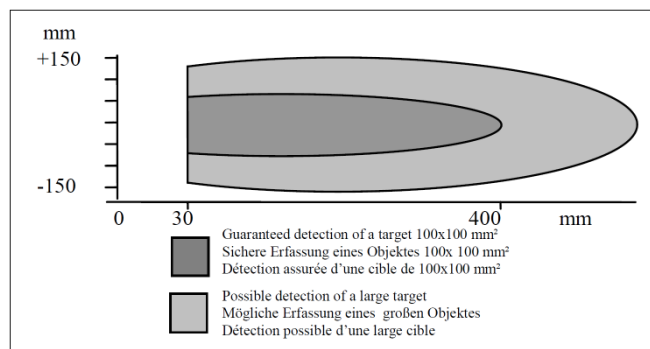 mm
+150
-150
0 30 400 mm
Guaranteed detection of a target 100x100 mm²
Sichere Erfassung eines Objektes 100x 100 mm²
Détection assurée d'une cible de 100x100 mm²
Possible detection of a large target
Mögliche Erfassung eines  großen Objektes
Détection possible d'une large cible